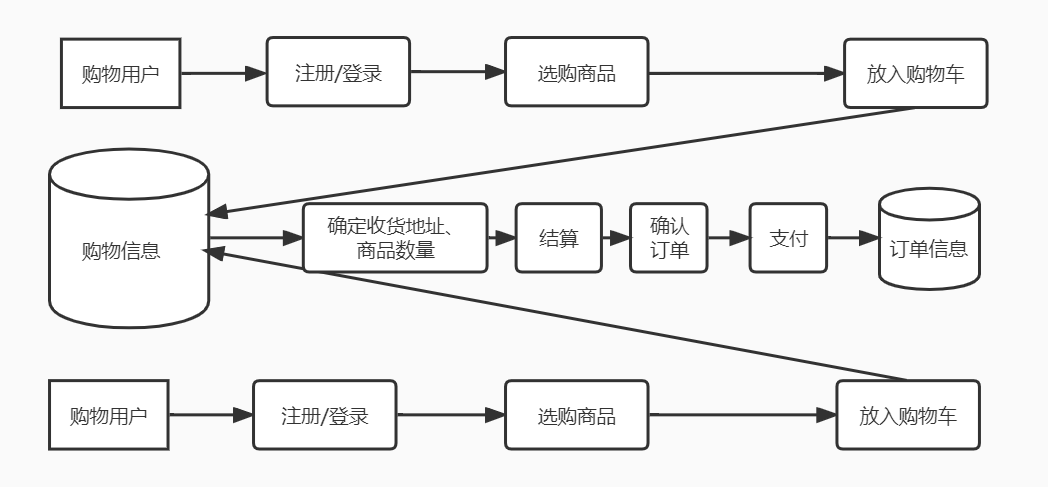 购物用户
注册/登录
选购商品
放入购物车
购物信息
确定收货地址、
商品数量
结算
确认
订单
支付
订单信息
购物用户
注册/登录
选购商品
放入购物车